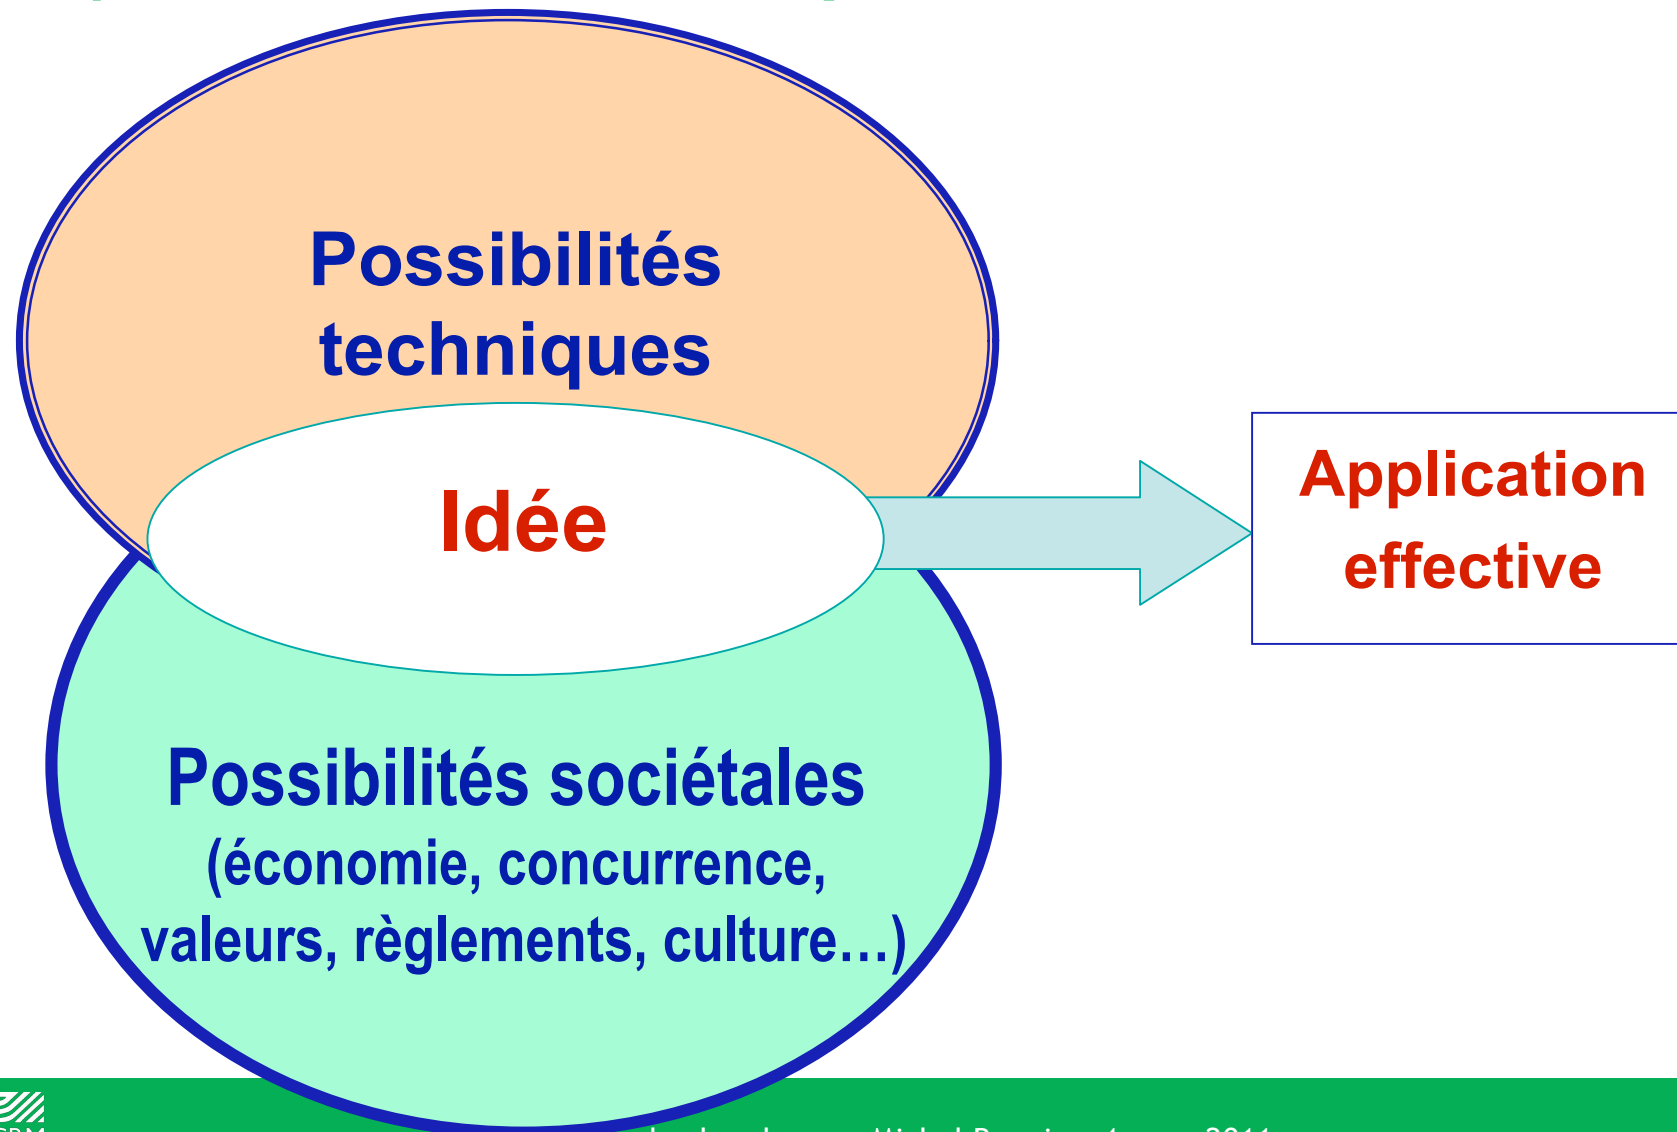 Possibilités
techniques
Idée
Application
effective
Possibilités sociétales
(économie, concurrence,
valeurs, règlements, culture…)